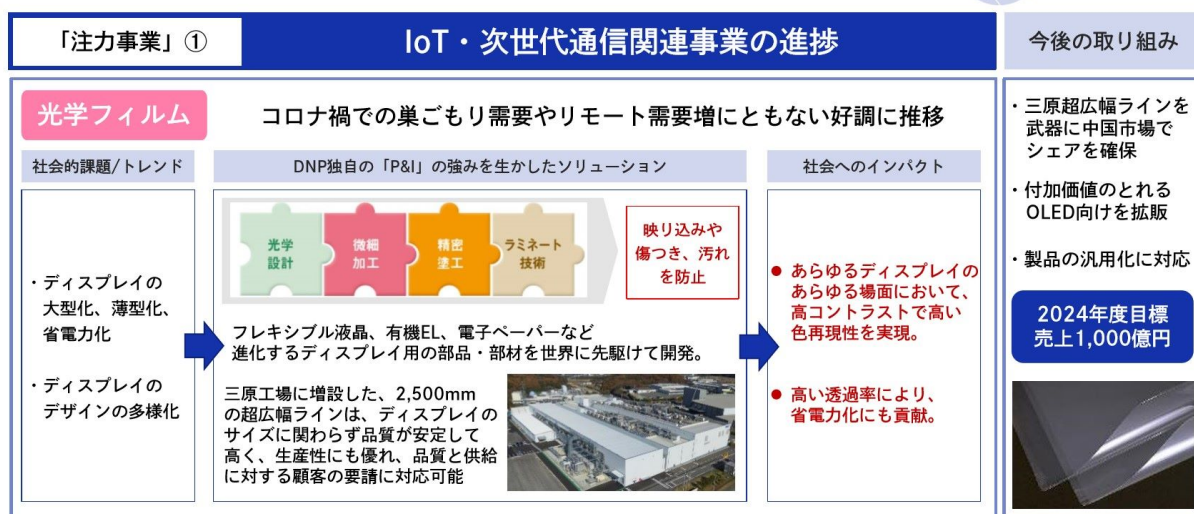 「注力事業」①
IoT・次世代通信関連事業の進捗
今後の取り組み
光学フィルム
コロナ禍での巣ごもり需要やリモート需要増にともない好調に推移
社会的課題/トレンド
・ディスプレイの
大型化、薄型化、
省電力化
・ディスプレイの
デザインの多様化
DNP独自の「P&I」の強みを生かしたソリューション
光学
設計
微細
加工
精密
塗工
ラミネート
技術
映り込みや
傷つき、汚れ
を防止
フレキシブル液晶、有機EL、電子ペーパーなど
進化するディスプレイ用の部品・部材を世界に先駆けて開発。
三原工場に増設した、2,500mm
の超広幅ラインは、ディスプレイの
サイズに関わらず品質が安定して
高く、生産性にも優れ、品質と供給
に対する顧客の要請に対応可能
社会へのインパクト
● あらゆるディスプレイの
あらゆる場面において、
高コントラストで高い
色再現性を実現。
● 高い透過率により、
省電力化にも貢献。
・三原超広幅ラインを
武器に中国市場で
シェアを確保
・付加価値のとれる
OLED向けを拡販
・製品の汎用化に対応
2024年度目標
売上1,000億円